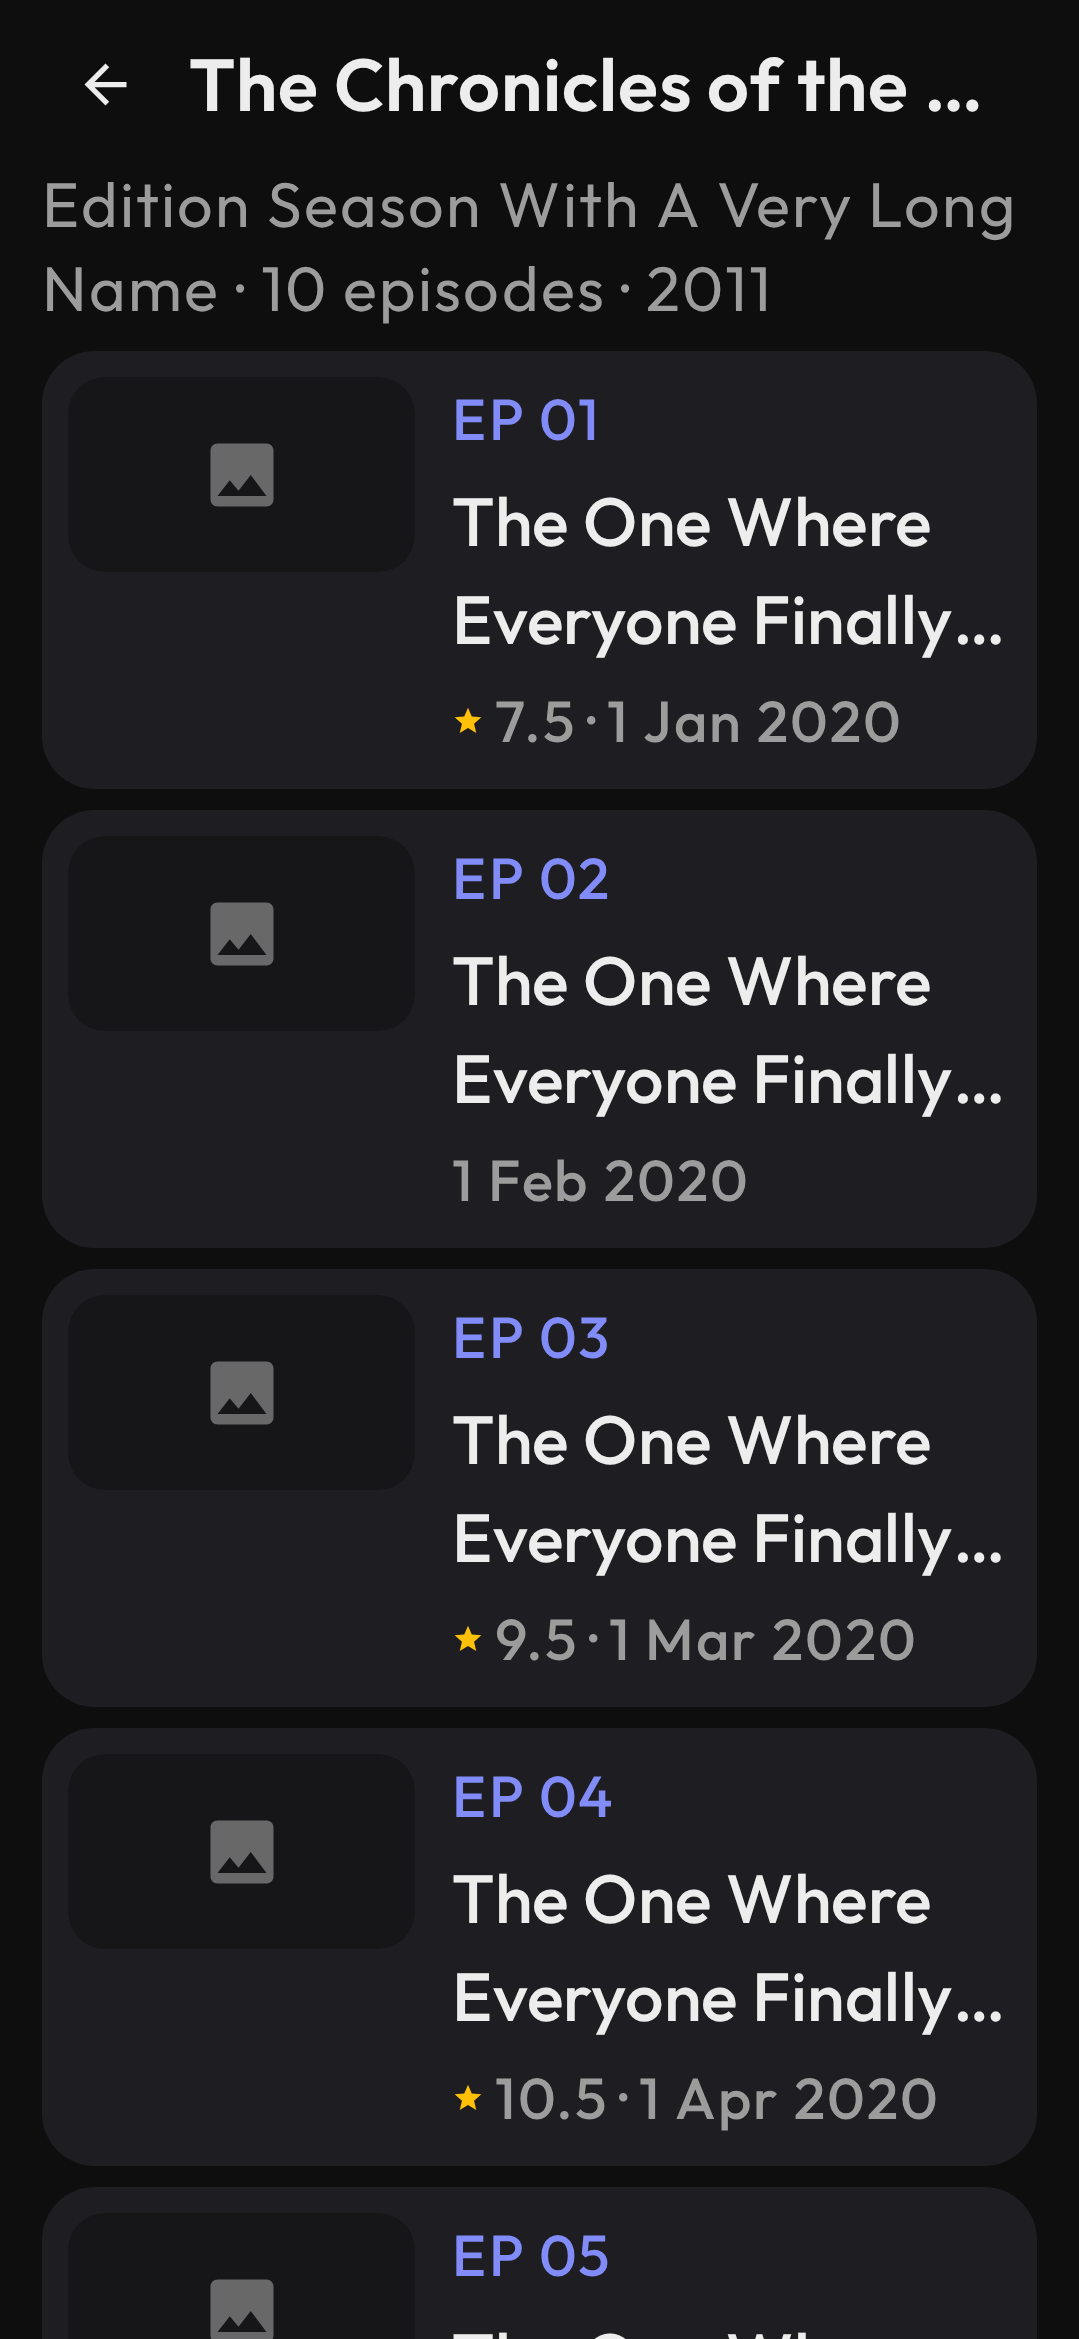 The Chronicles of the ...
Edition Season With A Very Long
Name · 10 episodes · 2011
EP 01
The One Where
Everyone Finally...
7.5 · 1 Jan 2020
EP 02
The One Where
Everyone Finally...
1 Feb 2020
EP 03
The One Where
Everyone Finally...
9.5 · 1 Mar 2020
EP 04
The One Where
Everyone Finally...
10.5 · 1 Apr 2020
EP 05